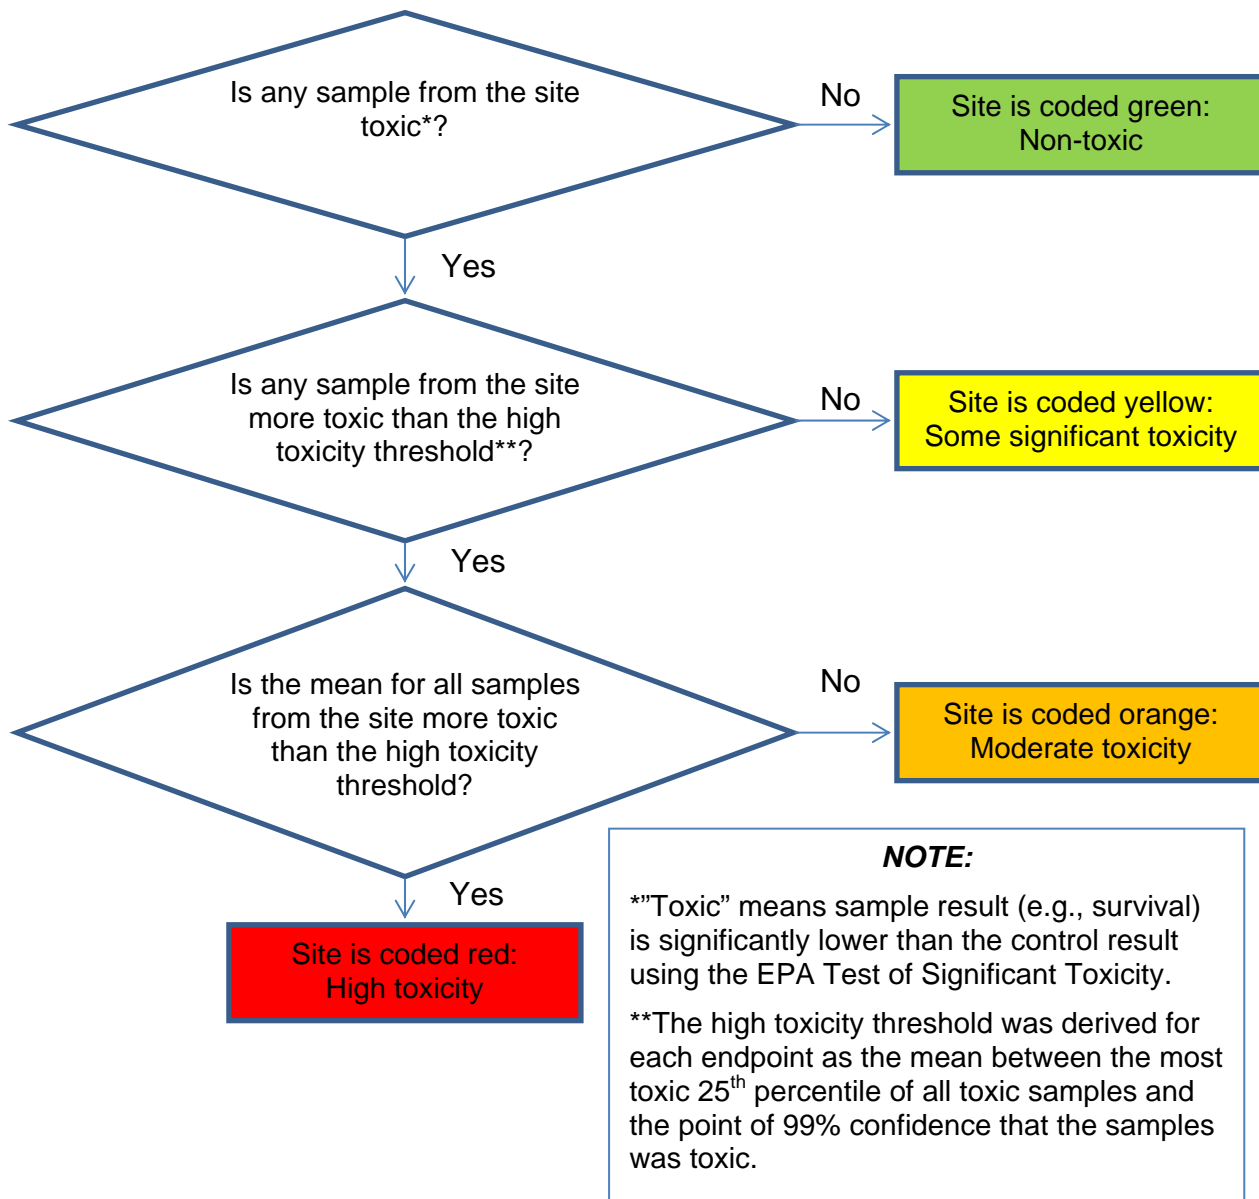 Is any sample from the site
toxic*?
No
Site is coded green:
Non-toxic
Yes
Is any sample from the site
more toxic than the high
toxicity threshold**?
No
Site is coded yellow:
Some significant toxicity
Yes
Is the mean for all samples
from the site more toxic
than the high toxicity
threshold?
No
Site is coded orange:
Moderate toxicity
Yes
Site is coded red:
High toxicity
NOTE:
*”Toxic” means sample result (e.g., survival)
is significantly lower than the control result
using the EPA Test of Significant Toxicity.
**The high toxicity threshold was derived for
each endpoint as the mean between the most
toxic 25th percentile of all toxic samples and
the point of 99% confidence that the samples
was toxic.